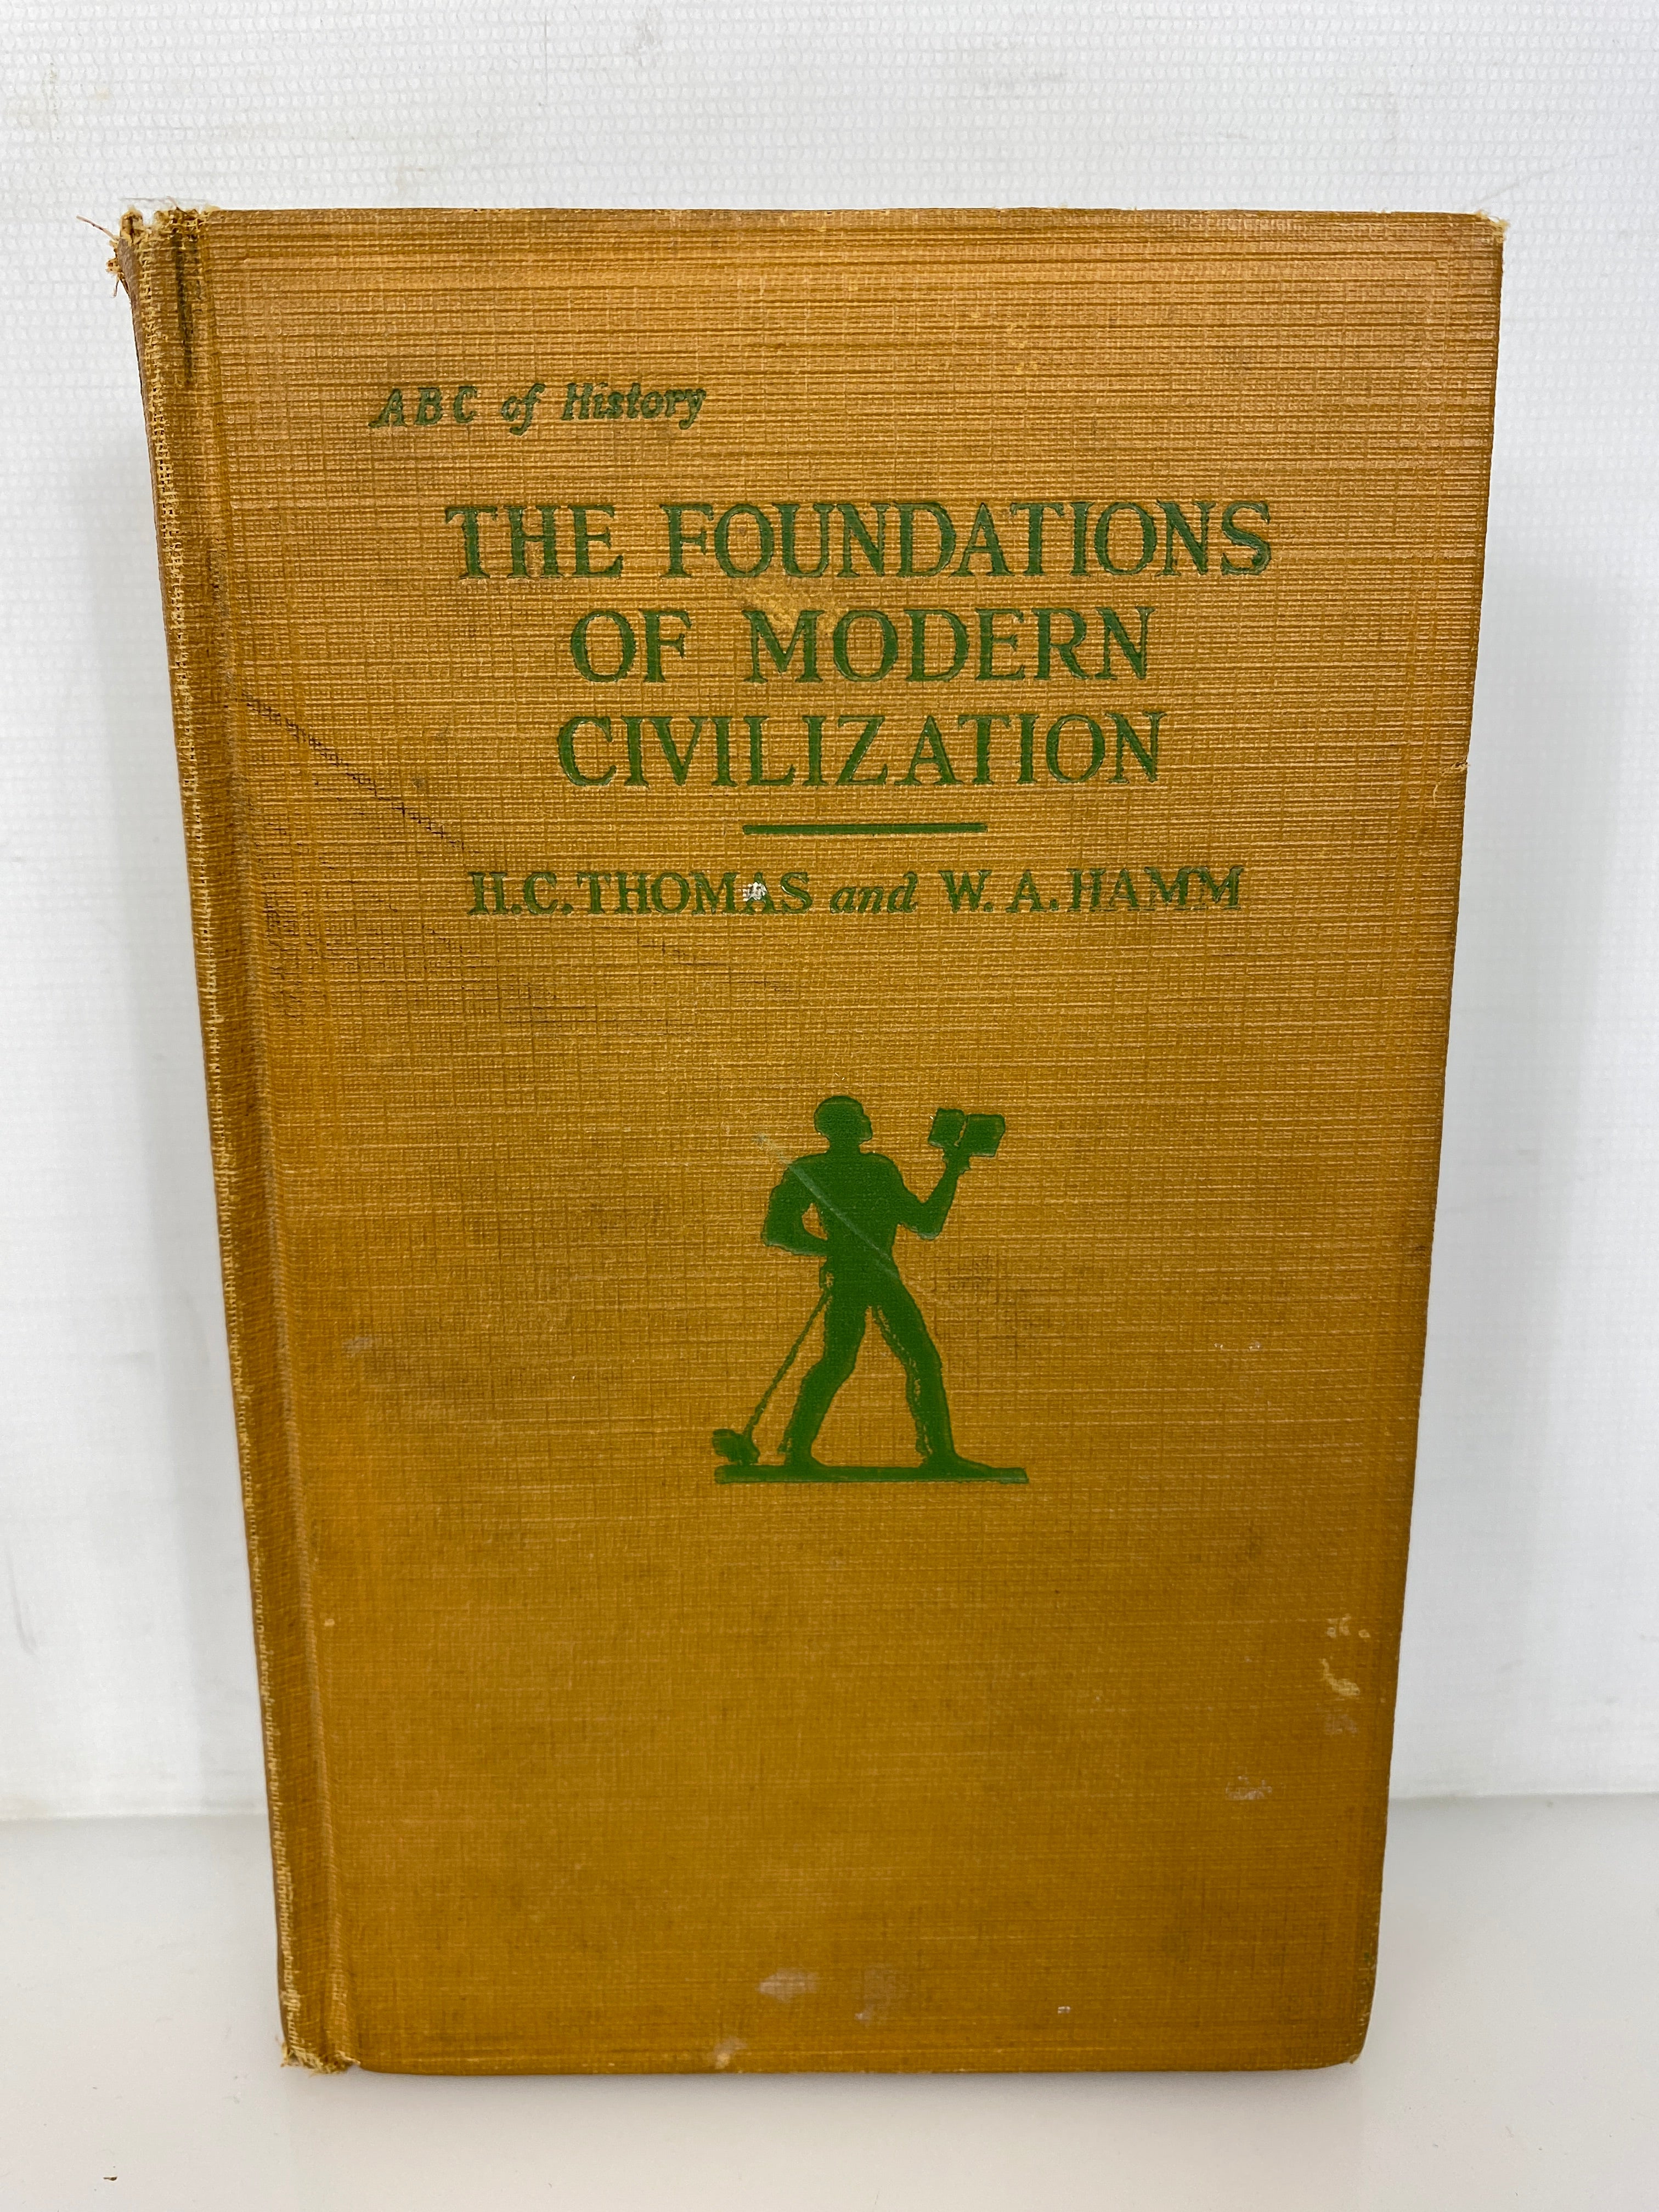 ABC of History
THE FOUNDATIONS
OF MODERN
CIVILIZATION
H.C. THOMAS and W. A. HAMM